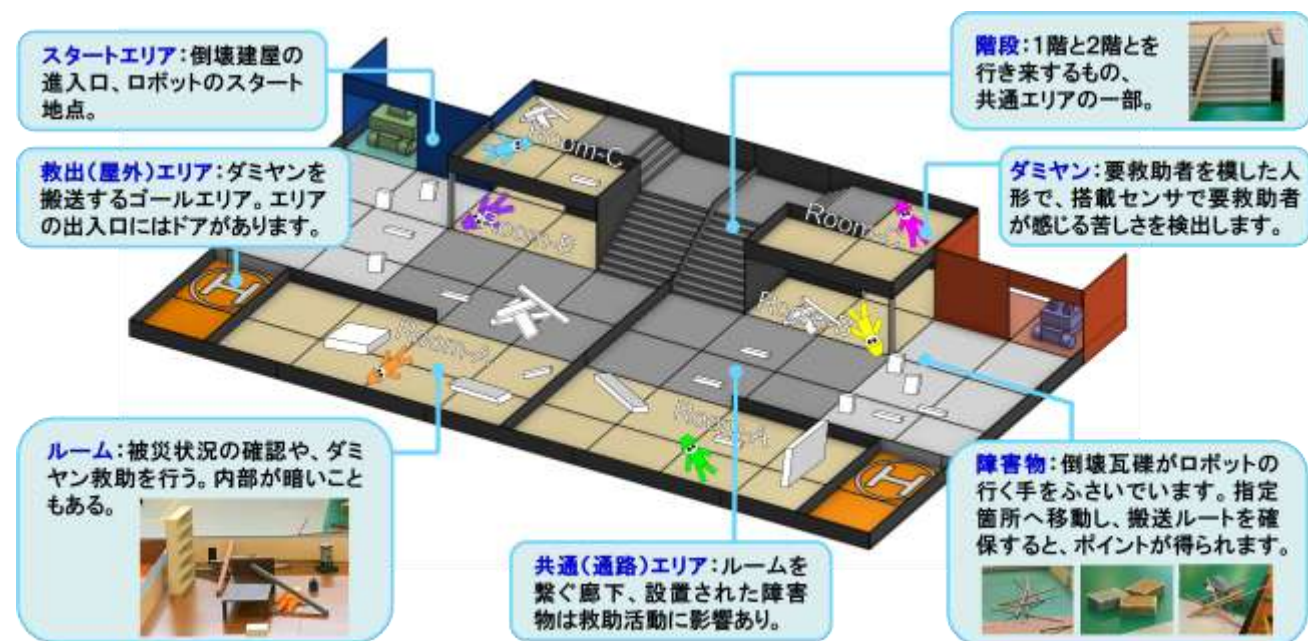 スタートエリア：倒壊建屋の
進入口、ロボットのスタート
地点。
階段：1階と2階とを
行き来するもの、
共通エリアの一部。
救出（屋外）エリア：ダミヤンを
搬送するゴールエリア。エリア
の出入口にはドアがあります。
ダミヤン：要救助者を模した人
形で、搭載センサで要救助者
が感じる苦しさを検出します。
Room-C
Room-B
Room-A
Room-B
Room-A
H
H
ルーム：被災状況の確認や、ダミ
ヤン救助を行う。内部が暗いこと
もある。
共通（通路）エリア：ルームを
繋ぐ廊下、設置された障害
物は救助活動に影響あり。
障害物：倒壊瓦礫がロボットの
行く手をふさいでいます。指定
箇所へ移動し、搬送ルートを確
保すると、ポイントが得られます。